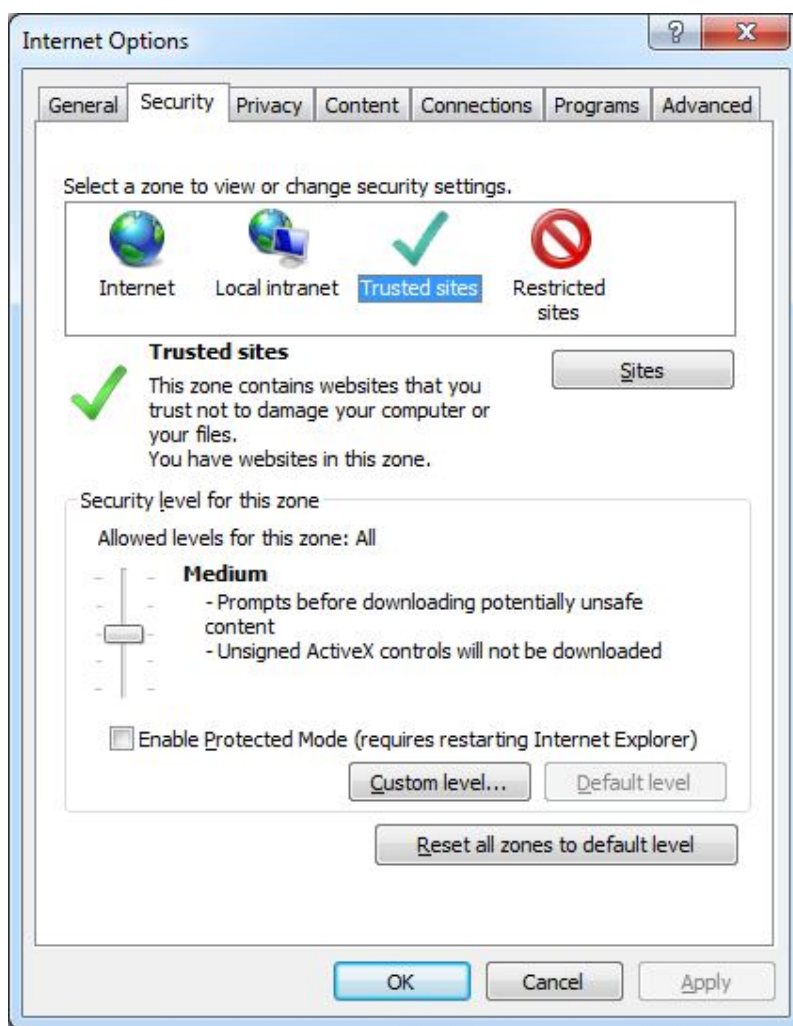 Internet Options
General Security Privacy Content Connections Programs Advanced
Select a zone to view or change security settings.
Internet Local intranet Trusted sites Restricted sites
Trusted sites
Sites
This zone contains websites that you
trust not to damage your computer or
your files.
You have websites in this zone.
Security level for this zone
Allowed levels for this zone: All
Medium
- Prompts before downloading potentially unsafe
content
- Unsigned ActiveX controls will not be downloaded
Enable Protected Mode (requires restarting Internet Explorer)
Custom level... Default level
Reset all zones to default level
OK Cancel Apply